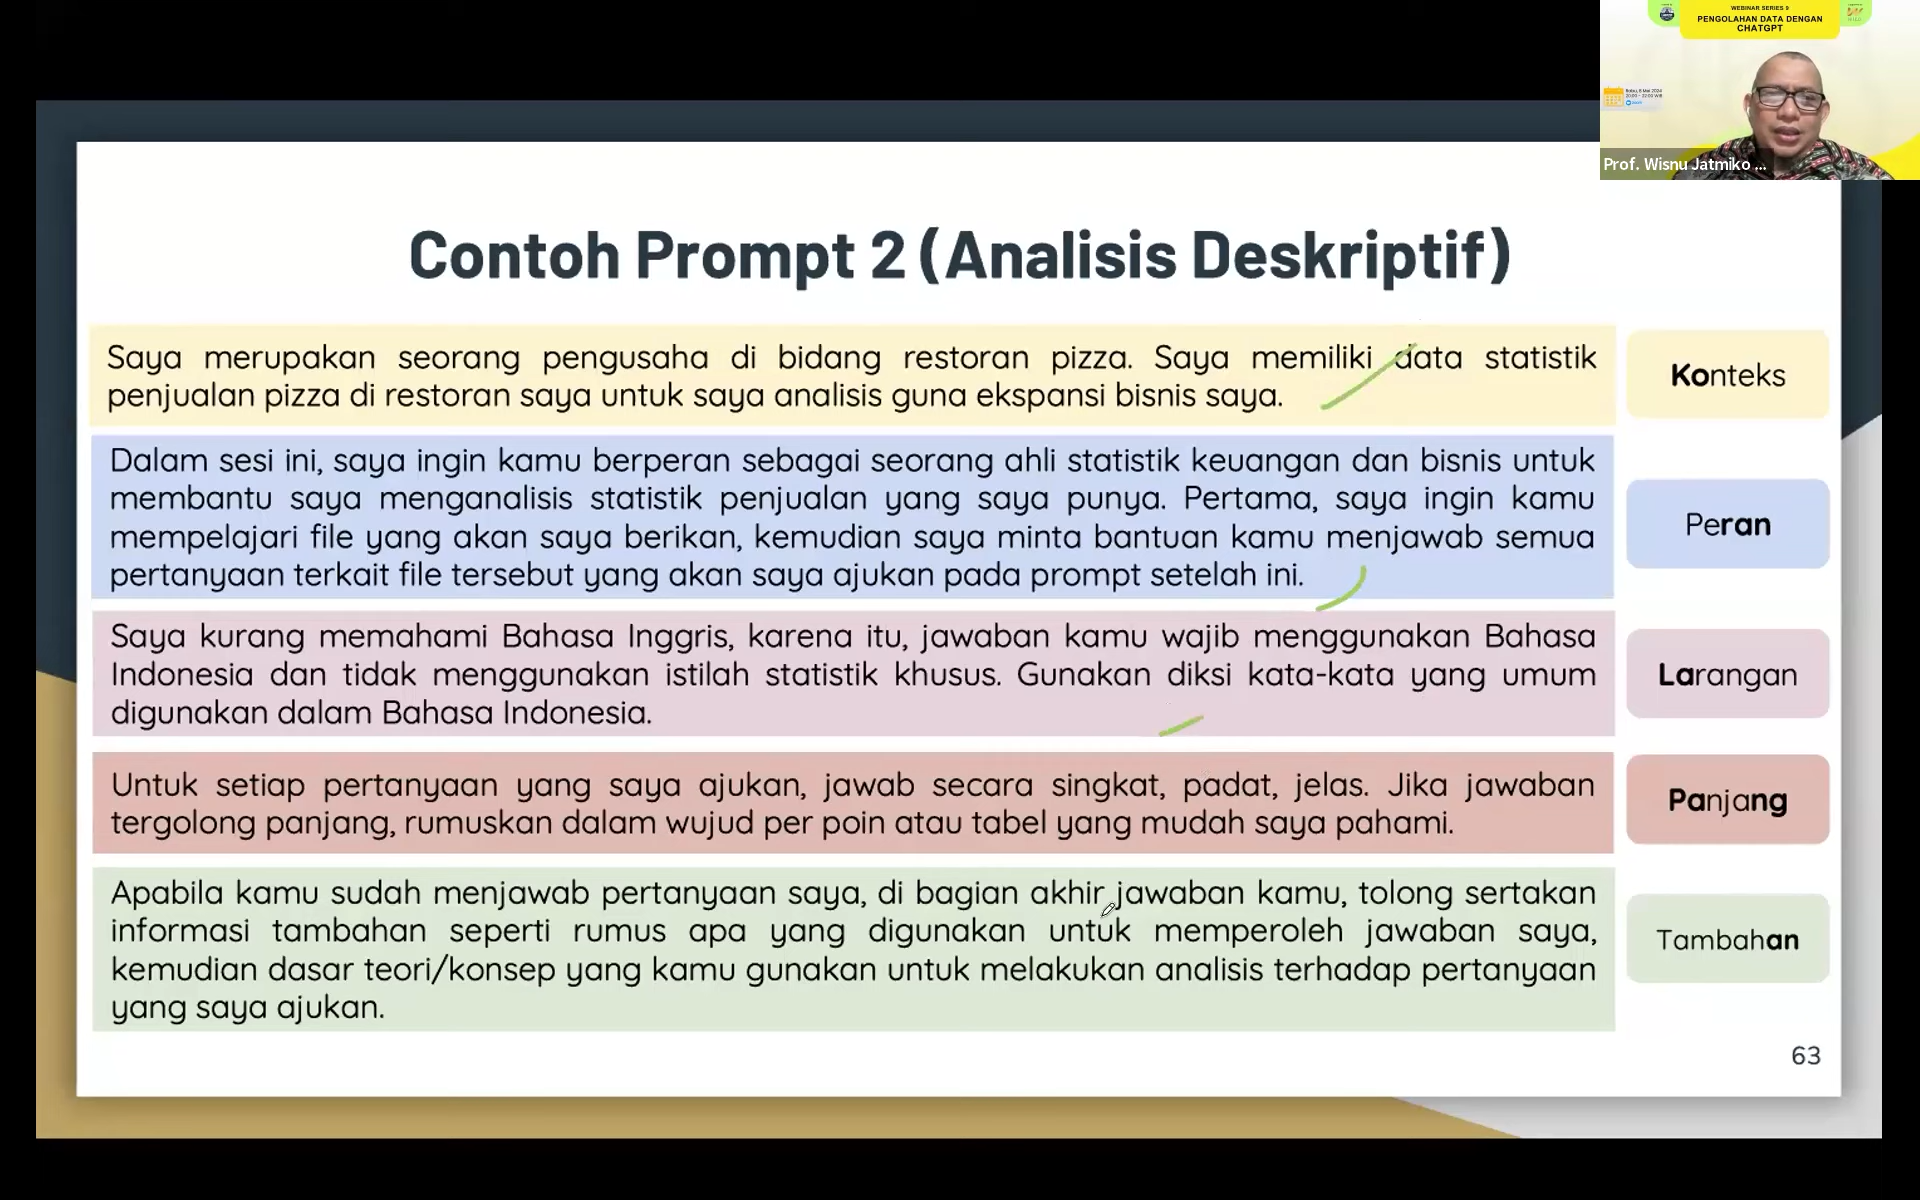 WEBINAR SERIES 9
PENGOLAHAN DATA DENGAN
CHATGPT
Rabu, 8 Mei 2024
20:00 - 22:00 WIB
Prof. Wisnu Jatmiko ...
Contoh Prompt 2 (Analisis Deskriptif)
Saya merupakan seorang pengusaha di bidang restoran pizza. Saya memiliki data statistik
penjualan pizza di restoran saya untuk saya analisis guna ekspansi bisnis saya.
Konteks
Dalam sesi ini, saya ingin kamu berperan sebagai seorang ahli statistik keuangan dan bisnis untuk
membantu saya menganalisis statistik penjualan yang saya punya. Pertama, saya ingin kamu
mempelajari file yang akan saya berikan, kemudian saya minta bantuan kamu menjawab semua
pertanyaan terkait file tersebut yang akan saya ajukan pada prompt setelah ini.
Peran
Saya kurang memahami Bahasa Inggris, karena itu, jawaban kamu wajib menggunakan Bahasa
Indonesia dan tidak menggunakan istilah statistik khusus. Gunakan diksi kata-kata yang umum
digunakan dalam Bahasa Indonesia.
Larangan
Untuk setiap pertanyaan yang saya ajukan, jawab secara singkat, padat, jelas. Jika jawaban
tergolong panjang, rumuskan dalam wujud per poin atau tabel yang mudah saya pahami.
Panjang
Apabila kamu sudah menjawab pertanyaan saya, di bagian akhir jawaban kamu, tolong sertakan
informasi tambahan seperti rumus apa yang digunakan untuk memperoleh jawaban saya,
kemudian dasar teori/konsep yang kamu gunakan untuk melakukan analisis terhadap pertanyaan
yang saya ajukan.
Tambahan
63